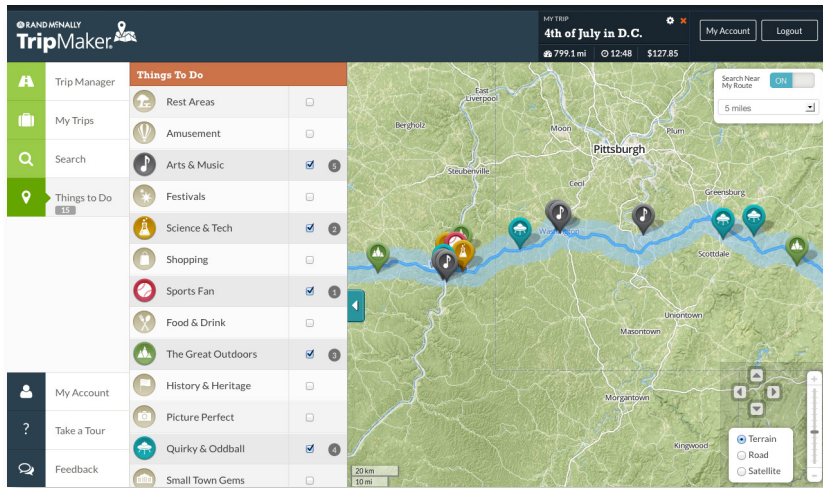 RAND MCNALLY
TripMaker
MY TRIP
4th of July in D.C.
799.1 mi
12:48
$127.85
My Account
Logout
Trip Manager
My Trips
Search
Things to Do
15
My Account
?
Take a Tour
Feedback
Things To Do
Rest Areas
Amusement
Arts & Music
5
Festivals
Science & Tech
2
Shopping
Sports Fan
1
Food & Drink
The Great Outdoors
3
History & Heritage
Picture Perfect
Quirky & Oddball
4
Small Town Gems
Search Near
My Route
ON
5 miles
East
Liverpool
Bergholz
Moon
Plum
Pittsburgh
Steubenville
Cecil
Greensburg
Scottdale
Uniontown
Masontown
Morgantown
Kingwood
20 km
10 mi
Terrain
Road
Satellite